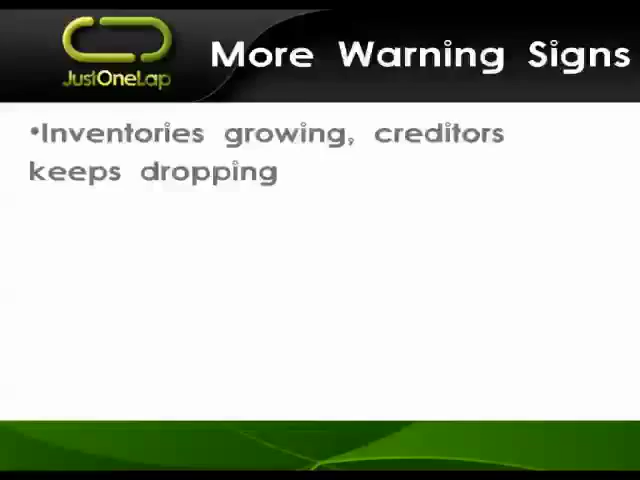 JustOneLap
More Warning Signs
•Inventories growing, creditors
keeps dropping